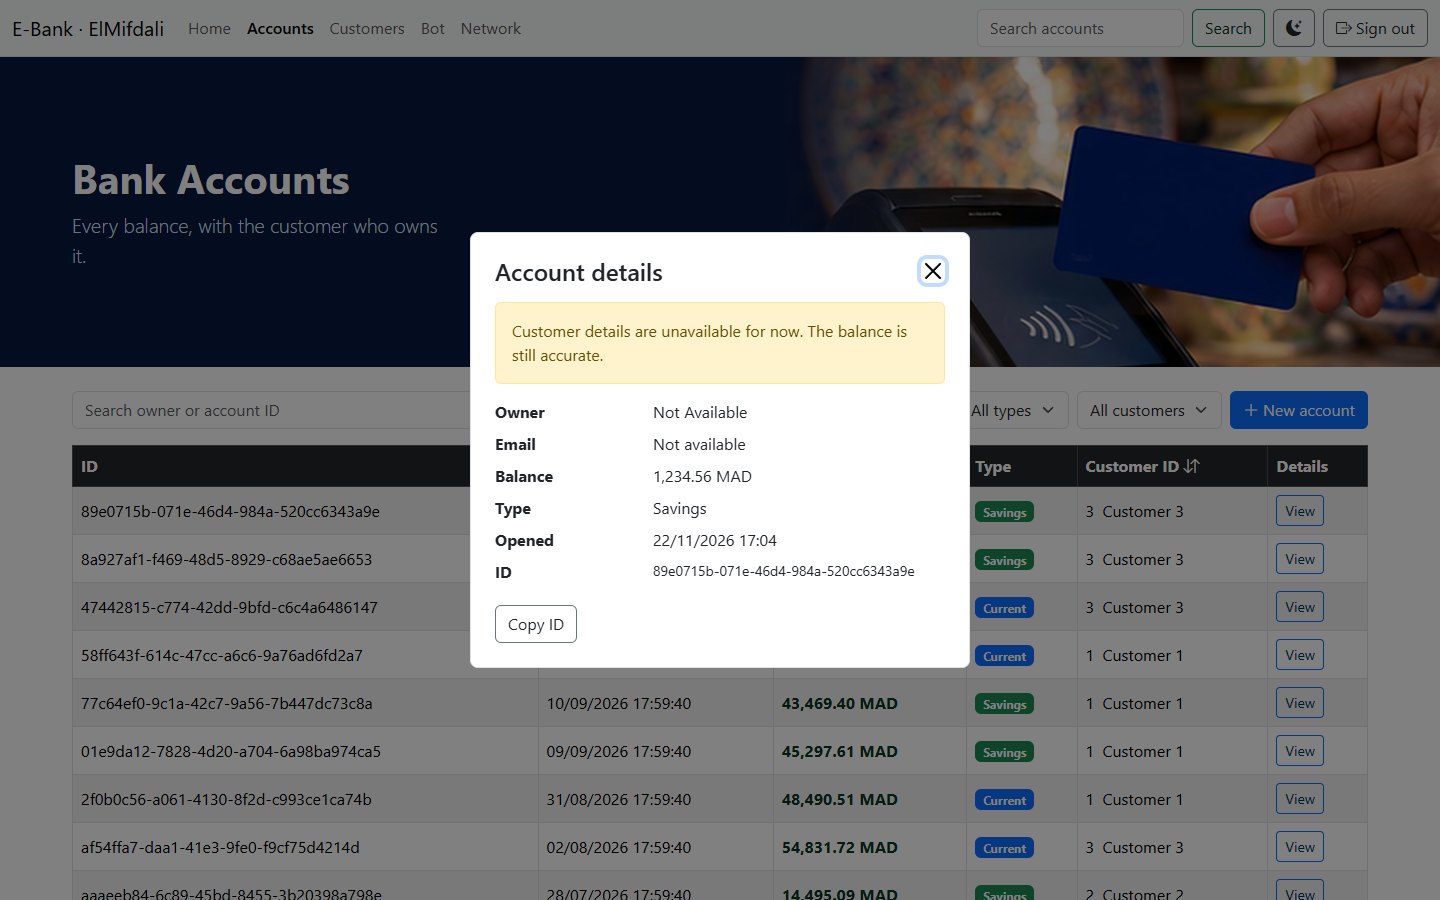 E-Bank · ElMifdali Home Accounts Customers Bot Network Search accounts Search Sign out
Bank Accounts
Every balance, with the customer who owns
it.
Account details
Customer details are unavailable for now. The balance is
still accurate.
Owner Not Available
Email Not available
Balance 1,234.56 MAD
Type Savings
Opened 22/11/2026 17:04
ID 89e0715b-071e-46d4-984a-520cc6343a9e
Copy ID
Search owner or account ID All types All customers + New account
ID Type Customer ID Details
89e0715b-071e-46d4-984a-520cc6343a9e Savings 3 Customer 3 View
8a927af1-f469-48d5-8929-c68ae5ae6653 Savings 3 Customer 3 View
47442815-c774-42dd-9bfd-c6c4a6486147 Current 3 Customer 3 View
58ff643f-614c-47cc-a6c6-9a76ad6fd2a7 Current 1 Customer 1 View
77c64ef0-9c1a-42c7-9a56-7b447dc73c8a 10/09/2026 17:59:40 43,469.40 MAD Savings 1 Customer 1 View
01e9da12-7828-4d20-a704-6a98ba974ca5 09/09/2026 17:59:40 45,297.61 MAD Savings 1 Customer 1 View
2f0b0c56-a061-4130-8f2d-c993ce1ca74b 31/08/2026 17:59:40 48,490.51 MAD Current 1 Customer 1 View
af54ffa7-daa1-41e3-9fe0-f9cf75d4214d 02/08/2026 17:59:40 54,831.72 MAD Current 3 Customer 3 View
aaaeeb84-6c89-45bd-8455-3b20398a798e 28/07/2026 17:59:40 14,495.09 MAD Savings 2 Customer 2 View